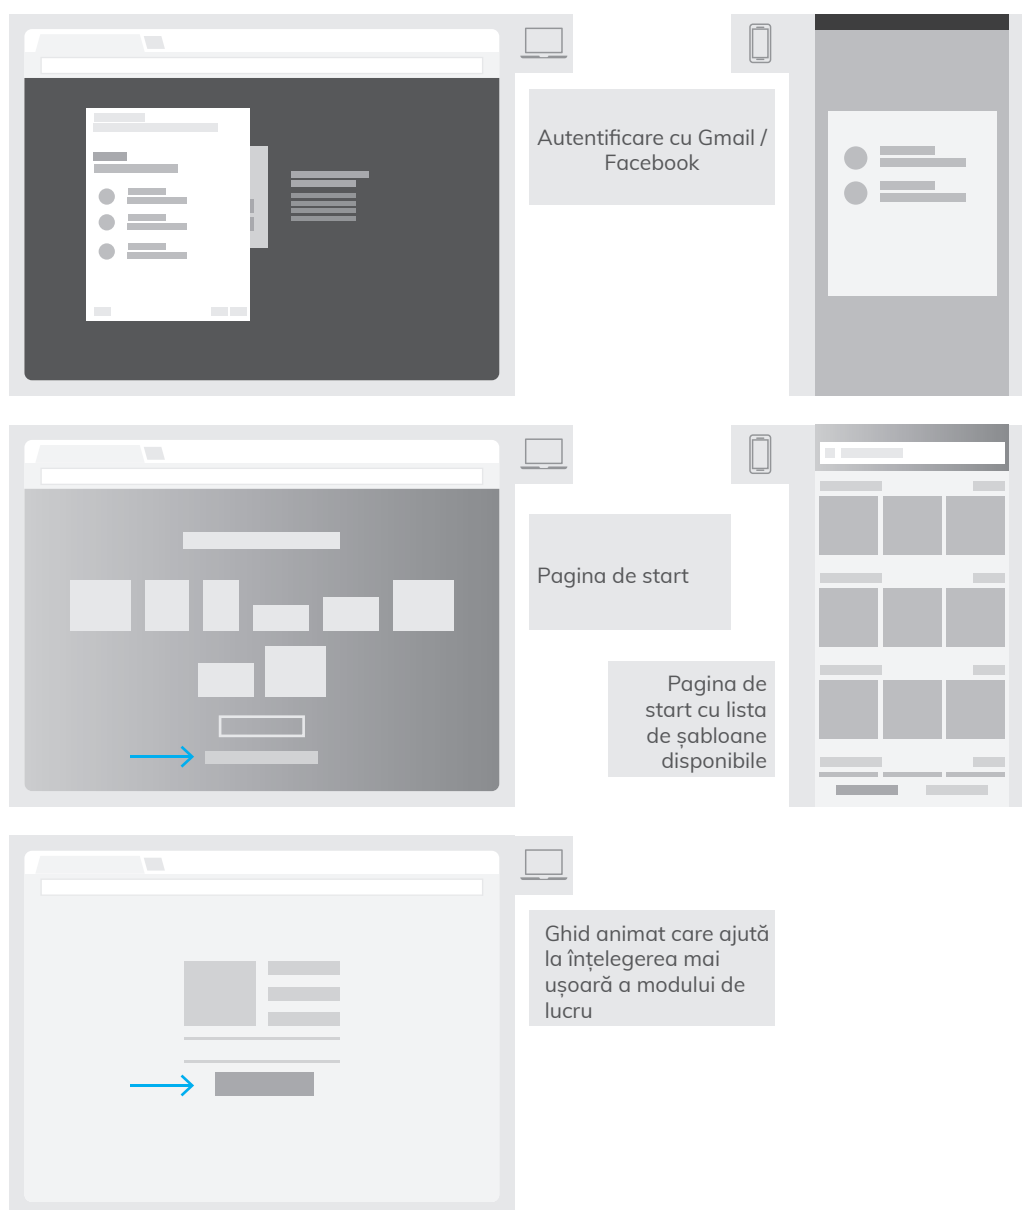 Autentificare cu Gmail /
Facebook
Pagina de start
Pagina de
start cu lista
de șabloane
disponibile
Ghid animat care ajută
la înțelegerea mai
ușoară a modului de
lucru